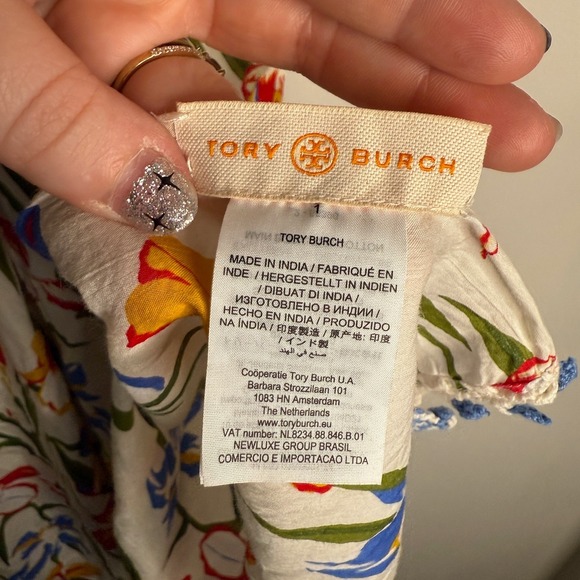 TORY BURCH
1
TORY BURCH
MADE IN INDIA / FABRIQUÉ EN
INDE / HERGESTELLT IN INDIEN
/ DIBUAT DI INDIA /
ИЗГОТОВЛЕНО В ИНДИИ /
HECHO EN INDIA / PRODUZIDO
NA ÍNDIA / 印度製造 / 原产地: 印度
/ インド製
صنع في الهند
Coöperatie Tory Burch U.A.
Barbara Strozzilaan 101
1083 HN Amsterdam
The Netherlands
www.toryburch.eu
VAT number: NL8234.88.846.B.01
NEWLUXE GROUP BRASIL
COMERCIO E IMPORTACAO LTDA